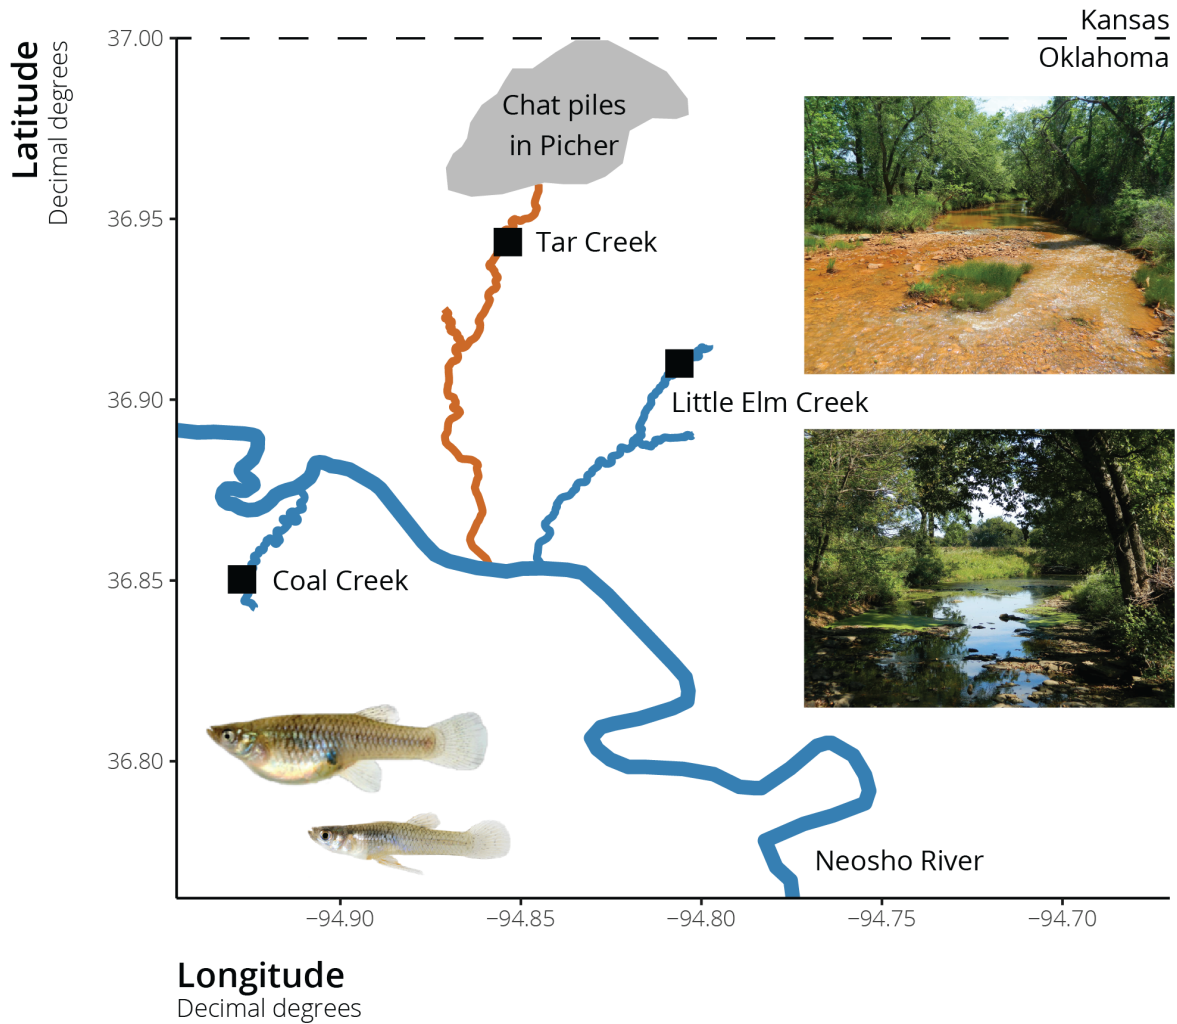 Kansas
Oklahoma
Latitude
Decimal degrees
37.00
36.95
36.90
36.85
36.80
Chat piles
in Picher
Tar Creek
Little Elm Creek
Coal Creek
Neosho River
−94.90
−94.85
−94.80
−94.75
−94.70
Longitude
Decimal degrees